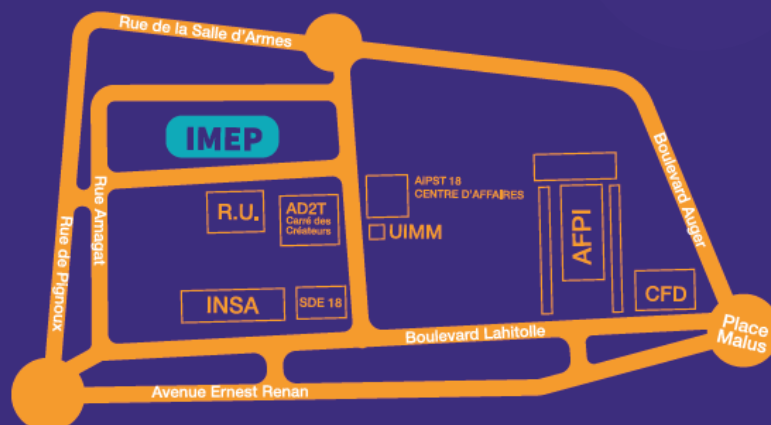 Rue de la Salle d'Armes
IMEP
Rue Amagat
Rue de Pignoux
R.U.
AD2T
Carré des
Créateurs
AiPST 18
CENTRE D'AFFAIRES
UIMM
AFPI
Boulevard Auger
INSA
SDE 18
CFD
Boulevard Lahitolle
Place
Malus
Avenue Ernest Renan